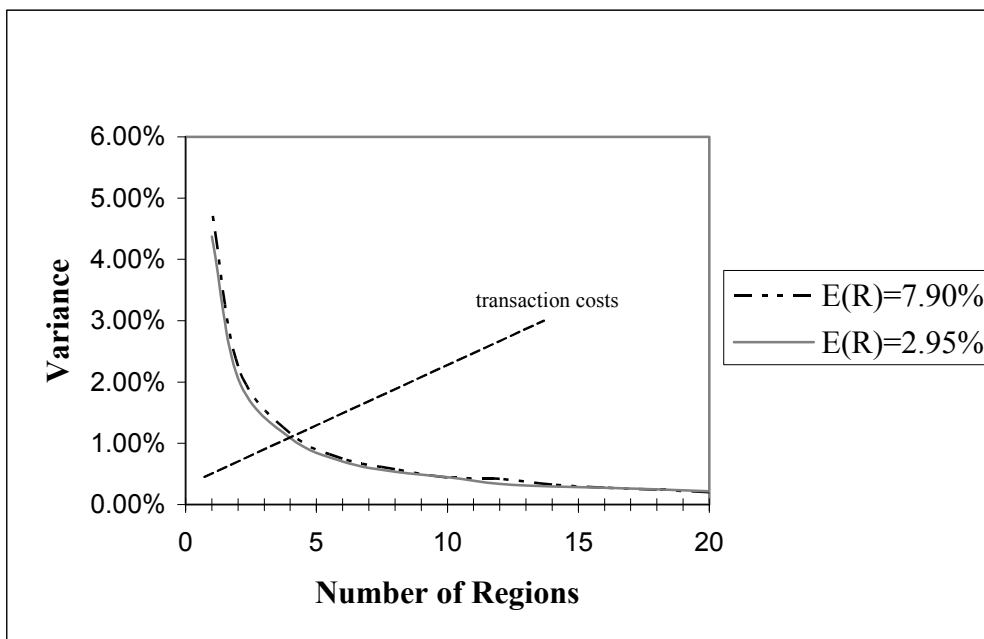 6.00%
5.00%
4.00%
3.00%
2.00%
1.00%
0.00%
Variance
transaction costs
E(R)=7.90%
E(R)=2.95%
0 5 10 15 20
Number of Regions